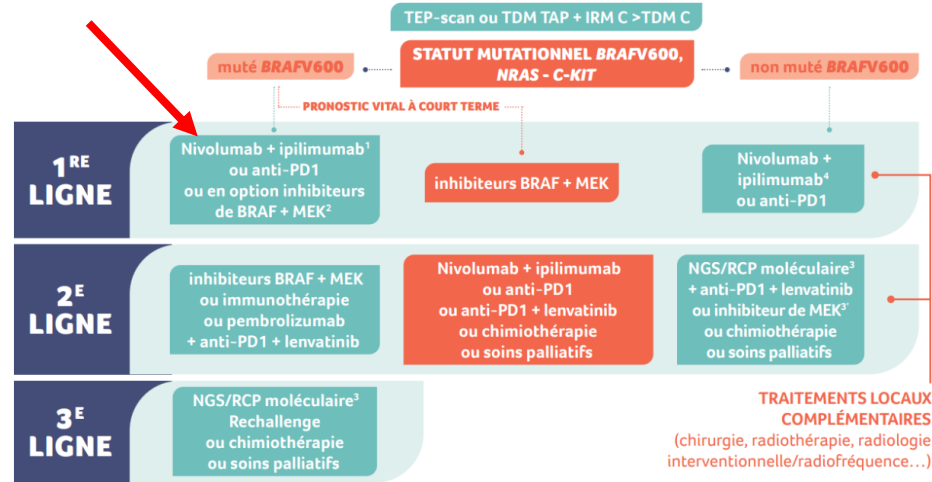 TEP-scan ou TDM TAP + IRM C >TDM C
STATUT MUTATIONNEL BRAFV600,
NRAS - C-KIT
muté BRAFV600
non muté BRAFV600
PRONOSTIC VITAL À COURT TERME
1RE
LIGNE
Nivolumab + ipilimumab¹
ou anti-PD1
ou en option inhibiteurs
de BRAF + MEK²
inhibiteurs BRAF + MEK
Nivolumab +
ipilimumab⁴
ou anti-PD1
2E
LIGNE
inhibiteurs BRAF + MEK
ou immunothérapie
ou pembrolizumab
+ anti-PD1 + lenvatinib
Nivolumab + ipilimumab
ou anti-PD1
ou anti-PD1 + lenvatinib
ou chimiothérapie
ou soins palliatifs
NGS/RCP moléculaire³
+ anti-PD1 + lenvatinib
ou inhibiteur de MEK³'
ou chimiothérapie
ou soins palliatifs
3E
LIGNE
NGS/RCP moléculaire³
Rechallenge
ou chimiothérapie
ou soins palliatifs
TRAITEMENTS LOCAUX
COMPLÉMENTAIRES
(chirurgie, radiothérapie, radiologie
interventionnelle/radiofréquence…)